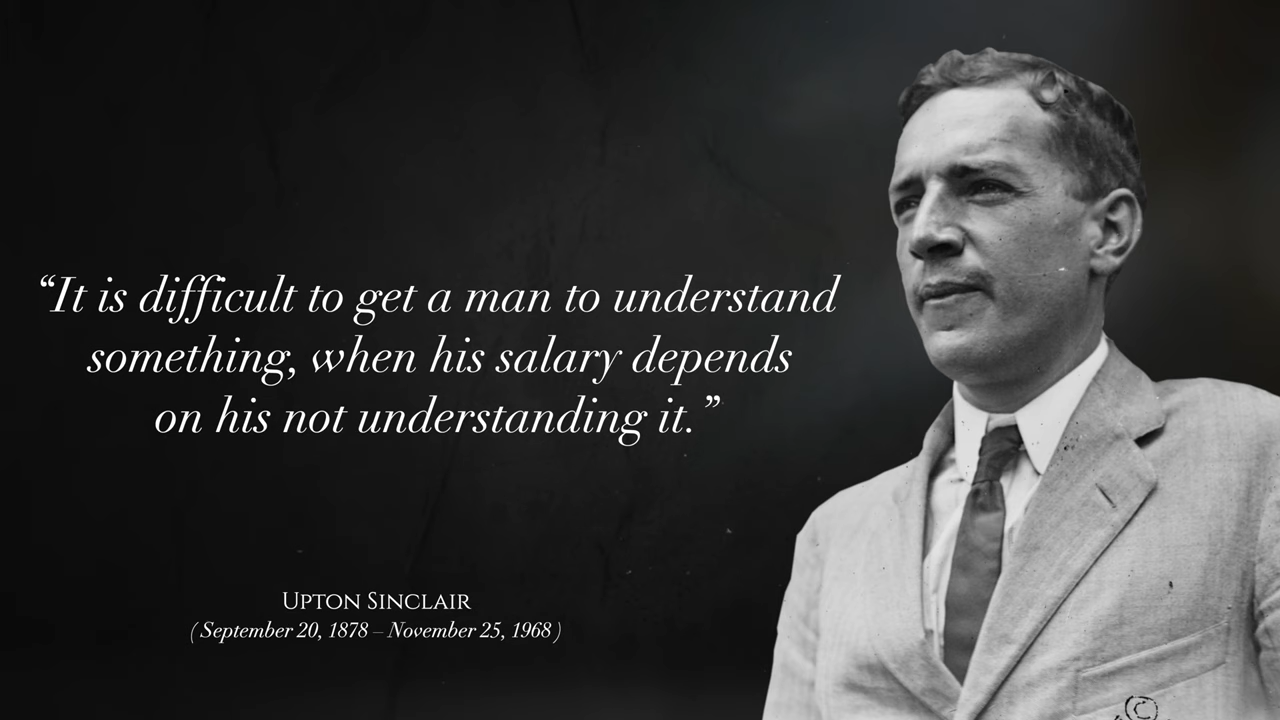 “It is difficult to get a man to understand
something, when his salary depends
on his not understanding it.”
Upton Sinclair
( September 20, 1878 – November 25, 1968 )